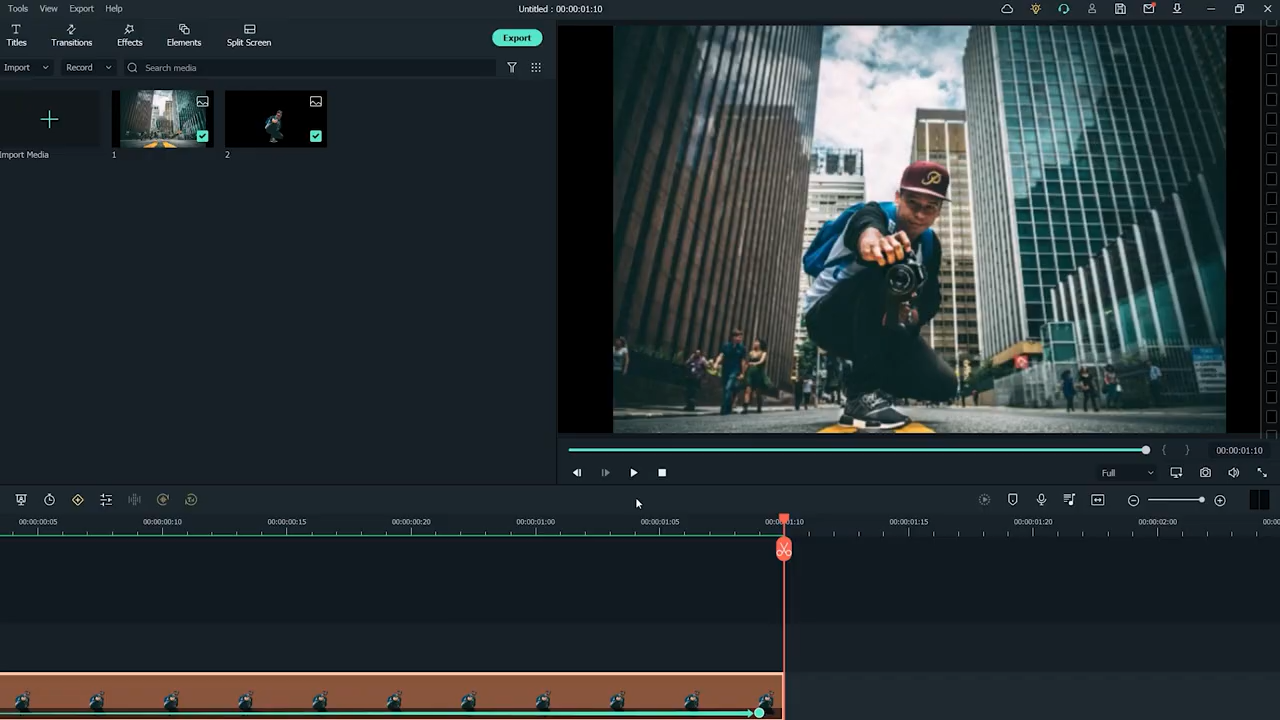 Tools View Export Help Untitled : 00:00:01:10
Titles Transitions Effects Elements Split Screen Export
Import Record Search media
Import Media 1 2
00:00:01:10
Full
00:00:00:05 00:00:00:10 00:00:00:15 00:00:00:20 00:00:01:00 00:00:01:05 00:00:01:10 00:00:01:15 00:00:01:20 00:00:02:00